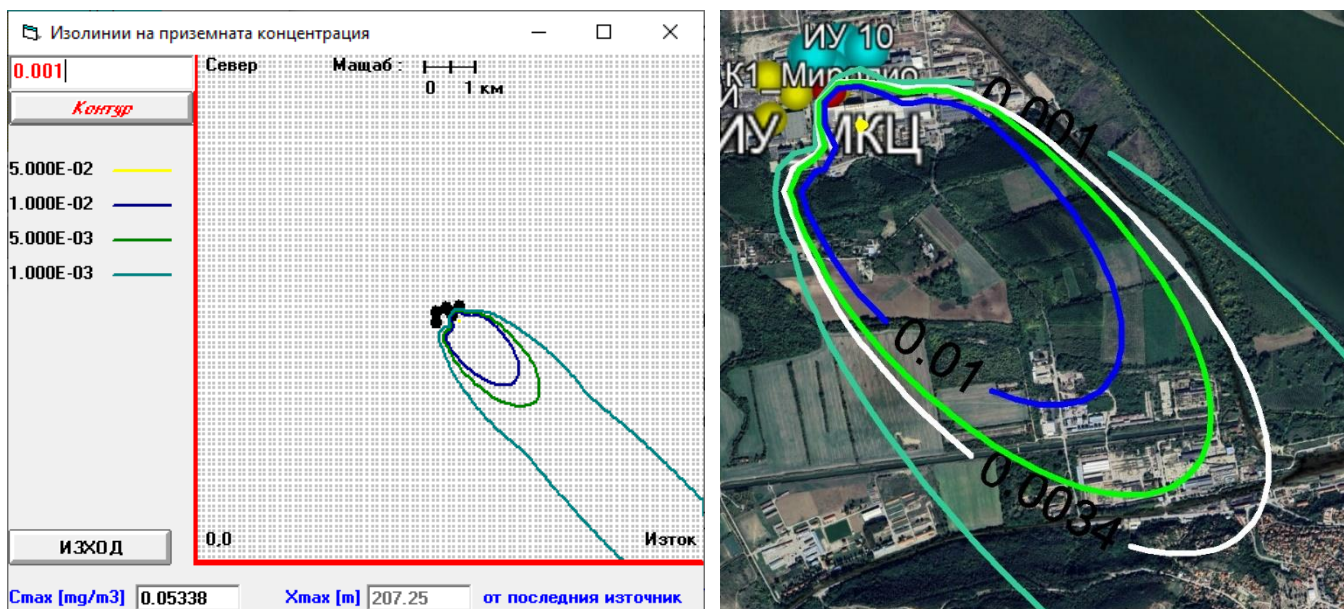 Изолинии на приземната концентрация
0.001
Контур
5.000E-02
1.000E-02
5.000E-03
1.000E-03
ИЗХОД
Север
Мащаб :
0 1 км
0,0
Изток
Cmax [mg/m3] 0.05338 Xmax [m] 207.25 от последния източник
ИУ 10
К1_Миролио
ИУ
МКЦ
0.001
0.01
0.0034